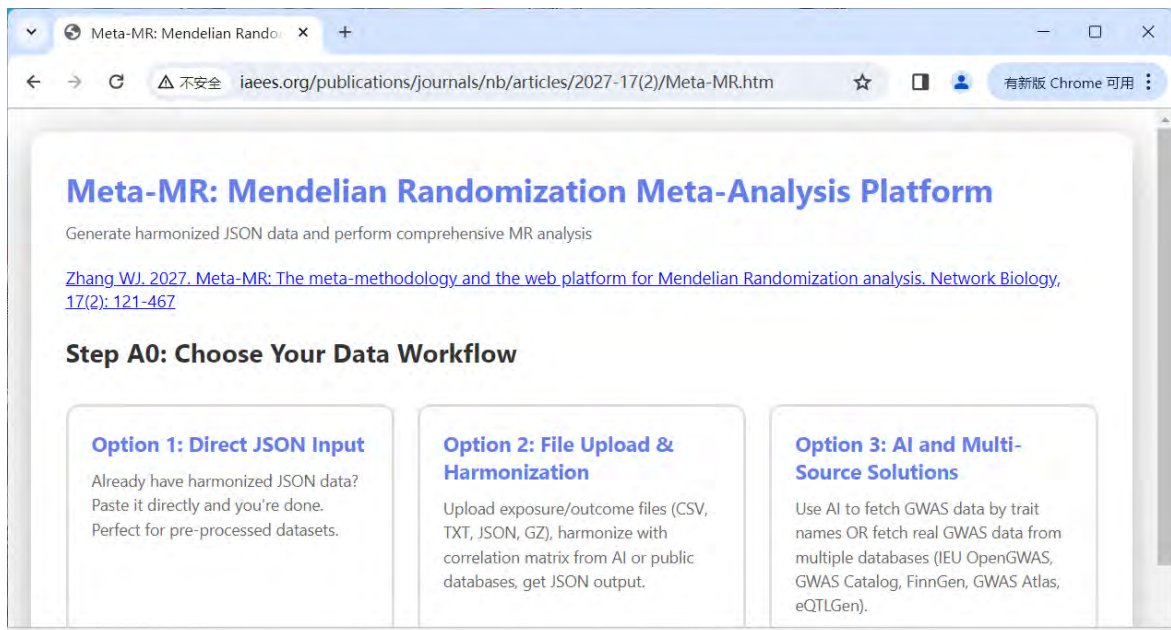 Meta-MR: Mendelian Rando
不安全
iaees.org/publications/journals/nb/articles/2027-17(2)/Meta-MR.htm
有新版 Chrome 可用
Meta-MR: Mendelian Randomization Meta-Analysis Platform
Generate harmonized JSON data and perform comprehensive MR analysis
Zhang WJ. 2027. Meta-MR: The meta-methodology and the web platform for Mendelian Randomization analysis. Network Biology,
17(2): 121-467
Step A0: Choose Your Data Workflow
Option 1: Direct JSON Input
Already have harmonized JSON data?
Paste it directly and you're done.
Perfect for pre-processed datasets.
Option 2: File Upload &
Harmonization
Upload exposure/outcome files (CSV,
TXT, JSON, GZ), harmonize with
correlation matrix from AI or public
databases, get JSON output.
Option 3: AI and Multi-
Source Solutions
Use AI to fetch GWAS data by trait
names OR fetch real GWAS data from
multiple databases (IEU OpenGWAS,
GWAS Catalog, FinnGen, GWAS Atlas,
eQTLGen).